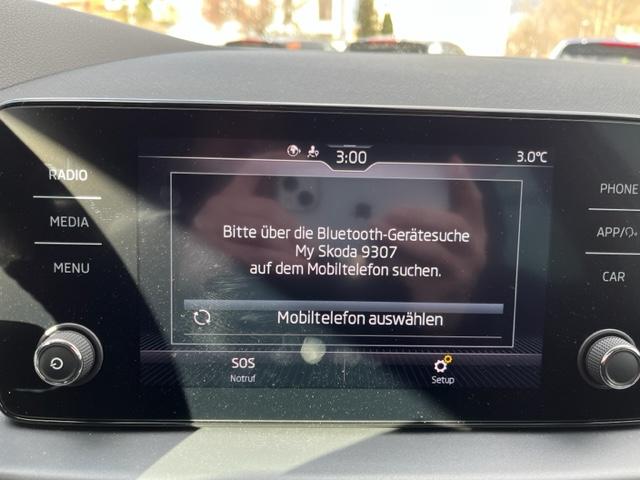 3:00
3.0°C
RADIO
MEDIA
MENU
PHONE
APP/
CAR
Bitte über die Bluetooth-Gerätesuche
My Skoda 9307
auf dem Mobiltelefon suchen.
Mobiltelefon auswählen
SOS
Notruf
Setup